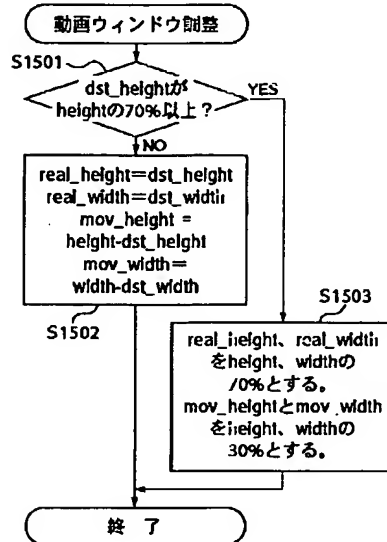 動画ウィンドウ調整
S1501
dst_heightが
heightの70%以上？
YES
NO
real_height=dst_height
real_width=dst_width
mov_height =
height-dst_height
mov_width=
width-dst_width
S1502
S1503
real_height、real_width
をheight、widthの
70%とする。
mov_heightとmov_width
をheight、widthの
30%とする。
終 了